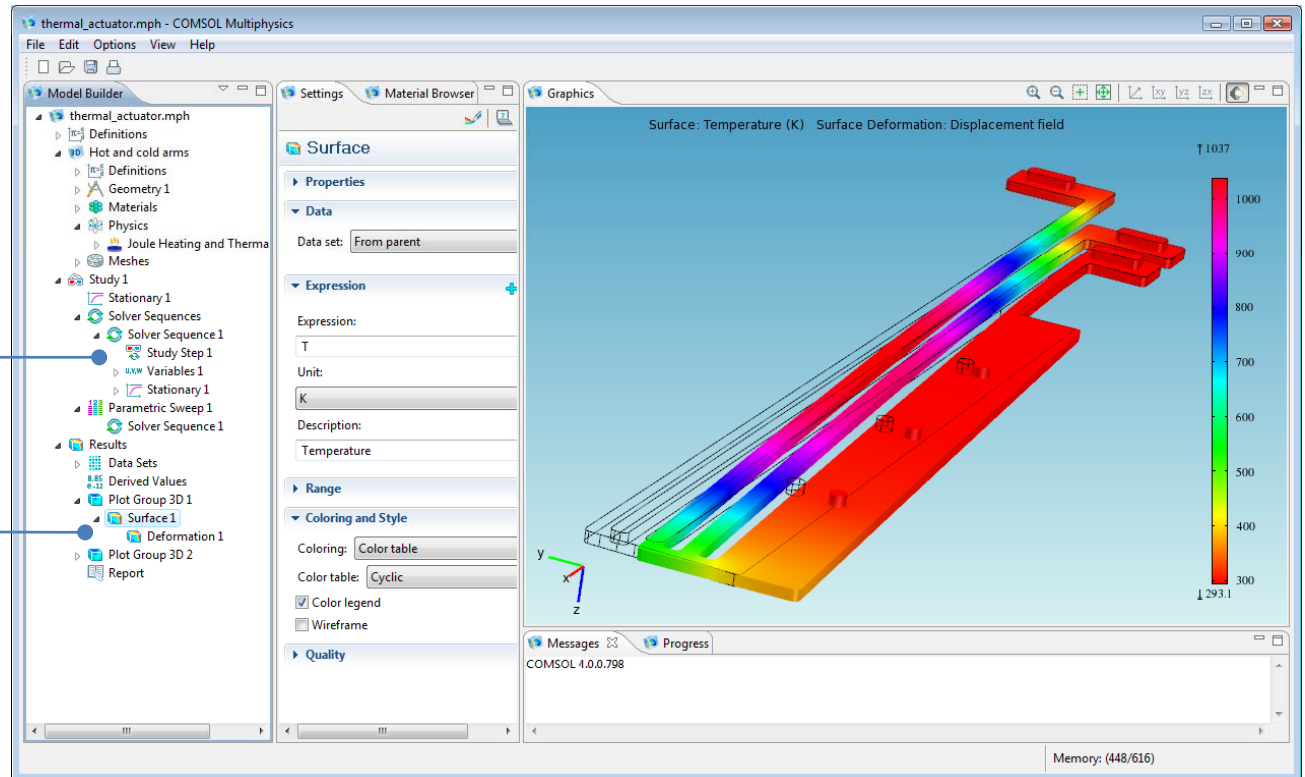 thermal_actuator.mph - COMSOL Multiphysics
File Edit Options View Help
Model Builder
thermal_actuator.mph
Definitions
Hot and cold arms
Definitions
Geometry 1
Materials
Physics
Joule Heating and Therma
Meshes
Study 1
Stationary 1
Solver Sequences
Solver Sequence 1
Study Step 1
u,v,w Variables 1
Stationary 1
Parametric Sweep 1
Solver Sequence 1
Results
Data Sets
8.85
e-12
Derived Values
Plot Group 3D 1
Surface 1
Deformation 1
Plot Group 3D 2
Report
Settings Material Browser
Surface
Properties
Data
Data set: From parent
Expression
Expression:
T
Unit:
K
Description:
Temperature
Range
Coloring and Style
Coloring: Color table
Color table: Cyclic
Color legend
Wireframe
Quality
Graphics
xy yz zx
Surface: Temperature (K) Surface Deformation: Displacement field
1037
1000
900
800
700
600
500
400
300
293.1
y
x
z
Messages Progress
COMSOL 4.0.0.798
Memory: (448/616)